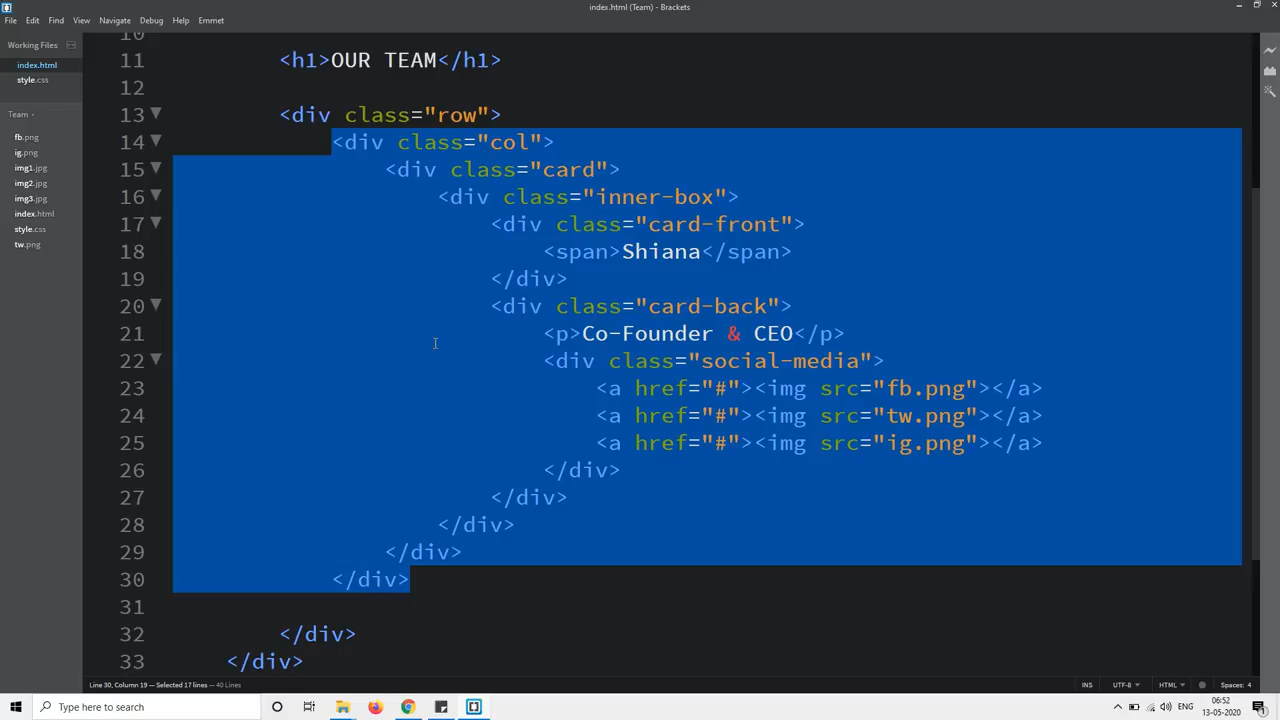 index.html (Team) - Brackets
File Edit Find View Navigate Debug Help Emmet
Working Files
index.html
style.css
Team
fb.png
ig.png
img1.jpg
img2.jpg
img3.jpg
index.html
style.css
tw.png
10
11 <h1>OUR TEAM</h1>
12
13 <div class="row">
14 <div class="col">
15 <div class="card">
16 <div class="inner-box">
17 <div class="card-front">
18 <span>Shiana</span>
19 </div>
20 <div class="card-back">
21 <p>Co-Founder & CEO</p>
22 <div class="social-media">
23 <a href="#"><img src="fb.png"></a>
24 <a href="#"><img src="tw.png"></a>
25 <a href="#"><img src="ig.png"></a>
26 </div>
27 </div>
28 </div>
29 </div>
30 </div>
31
32 </div>
33 </div>
Line 30, Column 19 — Selected 17 lines — 40 Lines
INS UTF-8 HTML Spaces: 4
Type here to search
ENG
06:52
13-05-2020
1